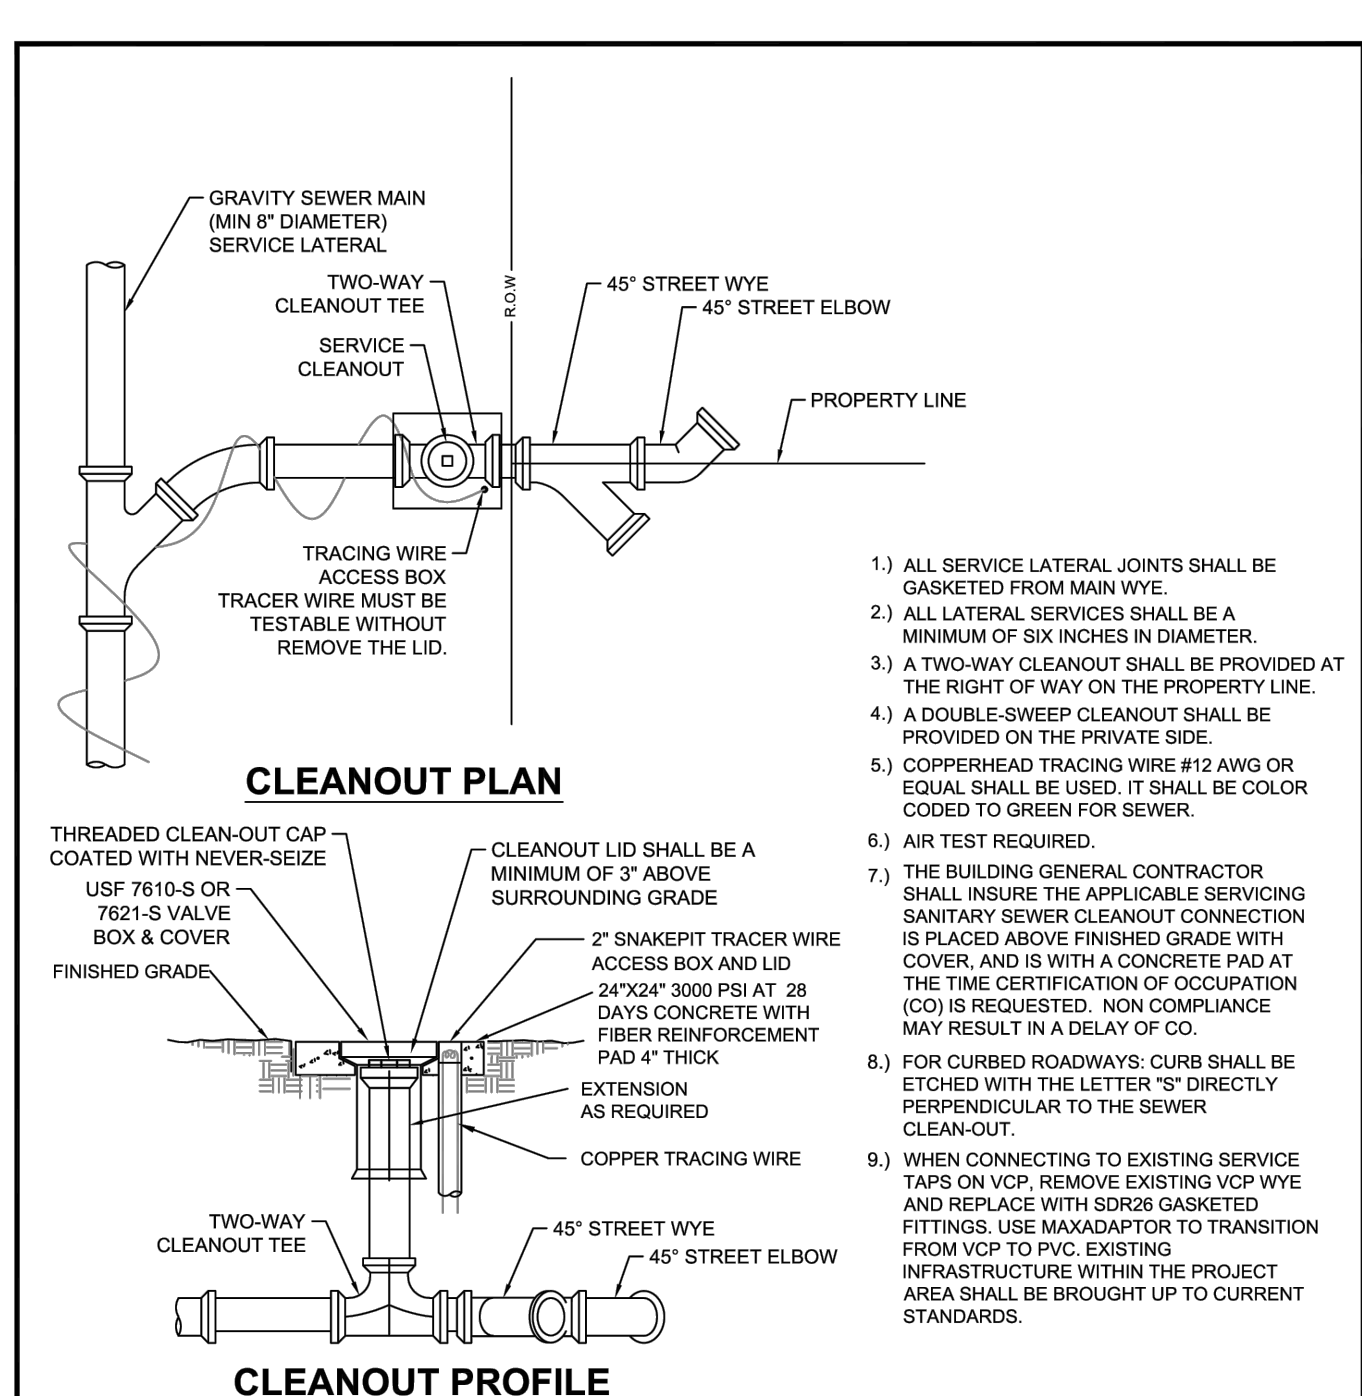 GRAVITY SEWER MAIN
(MIN 8" DIAMETER)
SERVICE LATERAL
TWO-WAY
CLEANOUT TEE
R.O.W
45° STREET WYE
45° STREET ELBOW
SERVICE
CLEANOUT
PROPERTY LINE
TRACING WIRE
ACCESS BOX
TRACER WIRE MUST BE
TESTABLE WITHOUT
REMOVE THE LID.
CLEANOUT PLAN
THREADED CLEAN-OUT CAP
COATED WITH NEVER-SEIZE
USF 7610-S OR
7621-S VALVE
BOX & COVER
FINISHED GRADE
CLEANOUT LID SHALL BE A
MINIMUM OF 3" ABOVE
SURROUNDING GRADE
2" SNAKEPIT TRACER WIRE
ACCESS BOX AND LID
24"X24" 3000 PSI AT 28
DAYS CONCRETE WITH
FIBER REINFORCEMENT
PAD 4" THICK
EXTENSION
AS REQUIRED
COPPER TRACING WIRE
TWO-WAY
CLEANOUT TEE
45° STREET WYE
45° STREET ELBOW
CLEANOUT PROFILE
1.) ALL SERVICE LATERAL JOINTS SHALL BE
GASKETED FROM MAIN WYE.
2.) ALL LATERAL SERVICES SHALL BE A
MINIMUM OF SIX INCHES IN DIAMETER.
3.) A TWO-WAY CLEANOUT SHALL BE PROVIDED AT
THE RIGHT OF WAY ON THE PROPERTY LINE.
4.) A DOUBLE-SWEEP CLEANOUT SHALL BE
PROVIDED ON THE PRIVATE SIDE.
5.) COPPERHEAD TRACING WIRE #12 AWG OR
EQUAL SHALL BE USED. IT SHALL BE COLOR
CODED TO GREEN FOR SEWER.
6.) AIR TEST REQUIRED.
7.) THE BUILDING GENERAL CONTRACTOR
SHALL INSURE THE APPLICABLE SERVICING
SANITARY SEWER CLEANOUT CONNECTION
IS PLACED ABOVE FINISHED GRADE WITH
COVER, AND IS WITH A CONCRETE PAD AT
THE TIME CERTIFICATION OF OCCUPATION
(CO) IS REQUESTED. NON COMPLIANCE
MAY RESULT IN A DELAY OF CO.
8.) FOR CURBED ROADWAYS: CURB SHALL BE
ETCHED WITH THE LETTER "S" DIRECTLY
PERPENDICULAR TO THE SEWER
CLEAN-OUT.
9.) WHEN CONNECTING TO EXISTING SERVICE
TAPS ON VCP, REMOVE EXISTING VCP WYE
AND REPLACE WITH SDR26 GASKETED
FITTINGS. USE MAXADAPTOR TO TRANSITION
FROM VCP TO PVC. EXISTING
INFRASTRUCTURE WITHIN THE PROJECT
AREA SHALL BE BROUGHT UP TO CURRENT
STANDARDS.